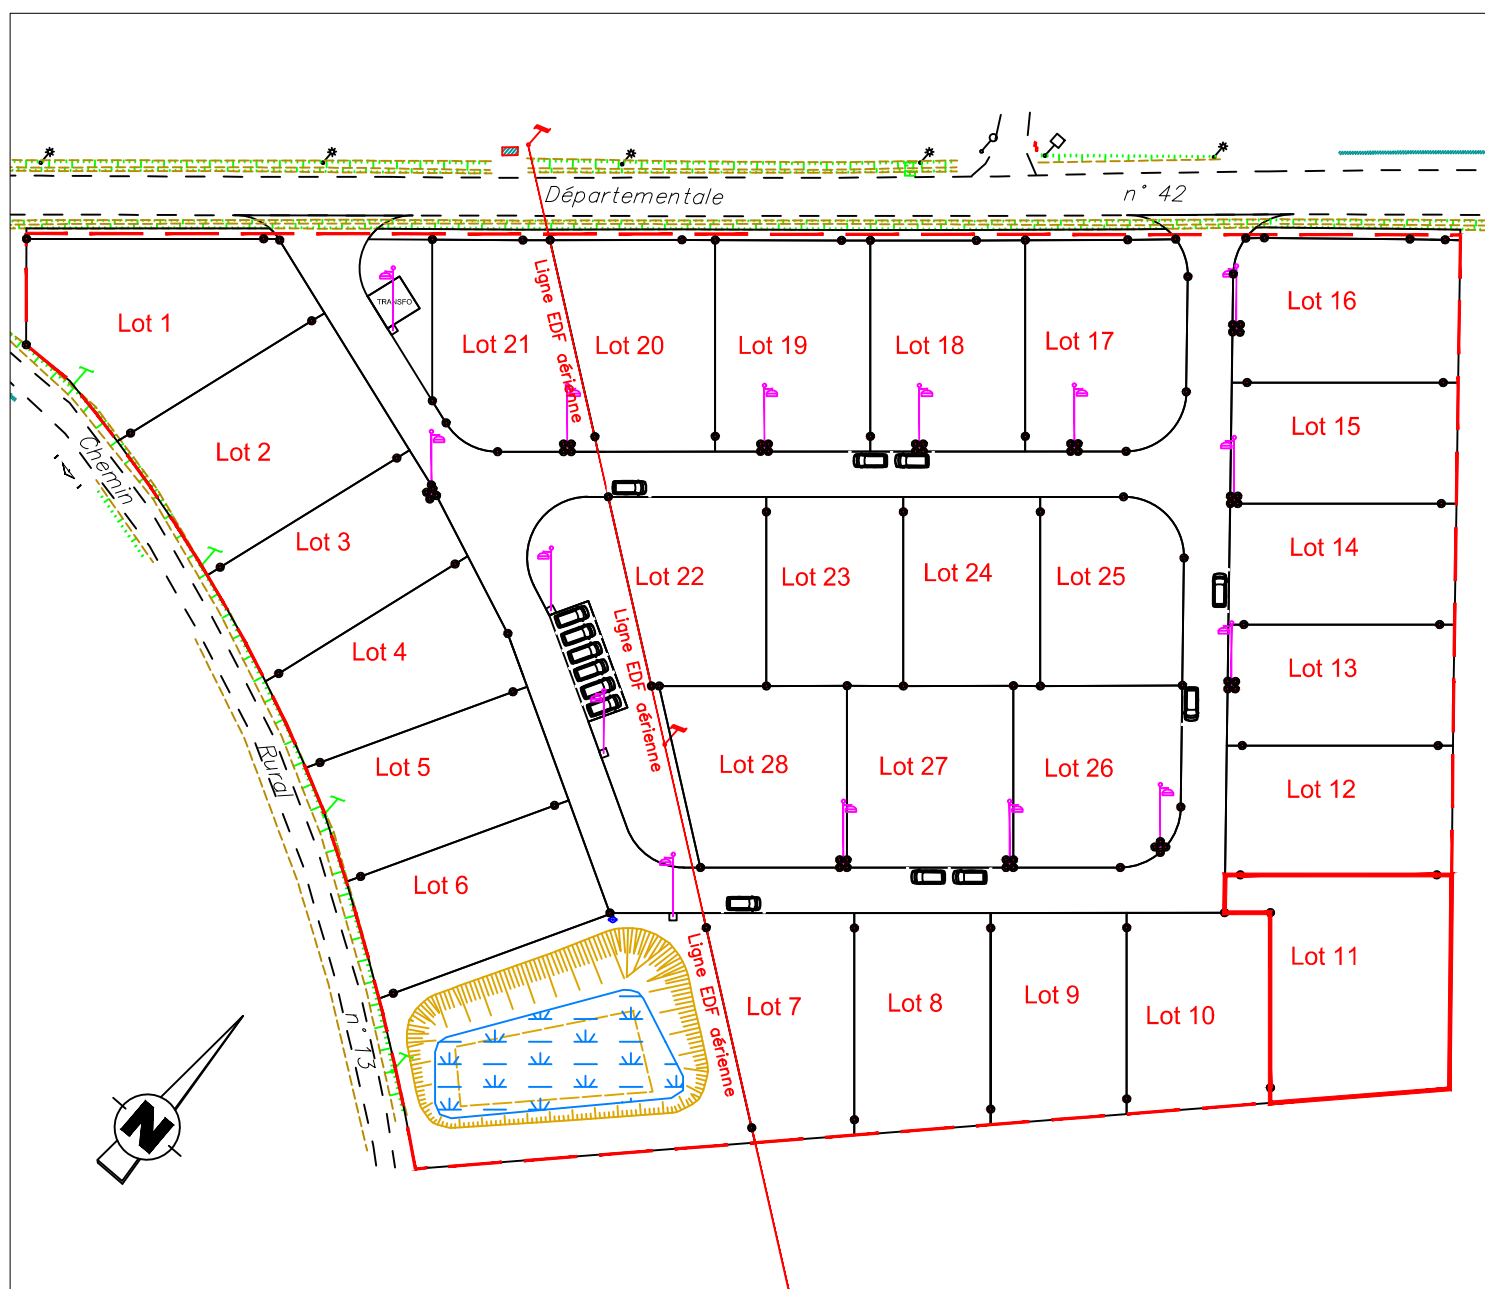 Départementale
n° 42
Lot 1
TRANSFO
Lot 21
Ligne EDF aérienne
Lot 20
Lot 19
Lot 18
Lot 17
Lot 16
Lot 2
Chemin
Lot 15
Lot 3
Lot 14
Lot 22
Lot 23
Lot 24
Lot 25
Lot 4
Ligne EDF aérienne
Lot 13
Rural
Lot 5
Lot 28
Lot 27
Lot 26
Lot 12
Lot 6
Lot 11
Ligne EDF aérienne
Lot 7
Lot 8
Lot 9
Lot 10
n° 13
N